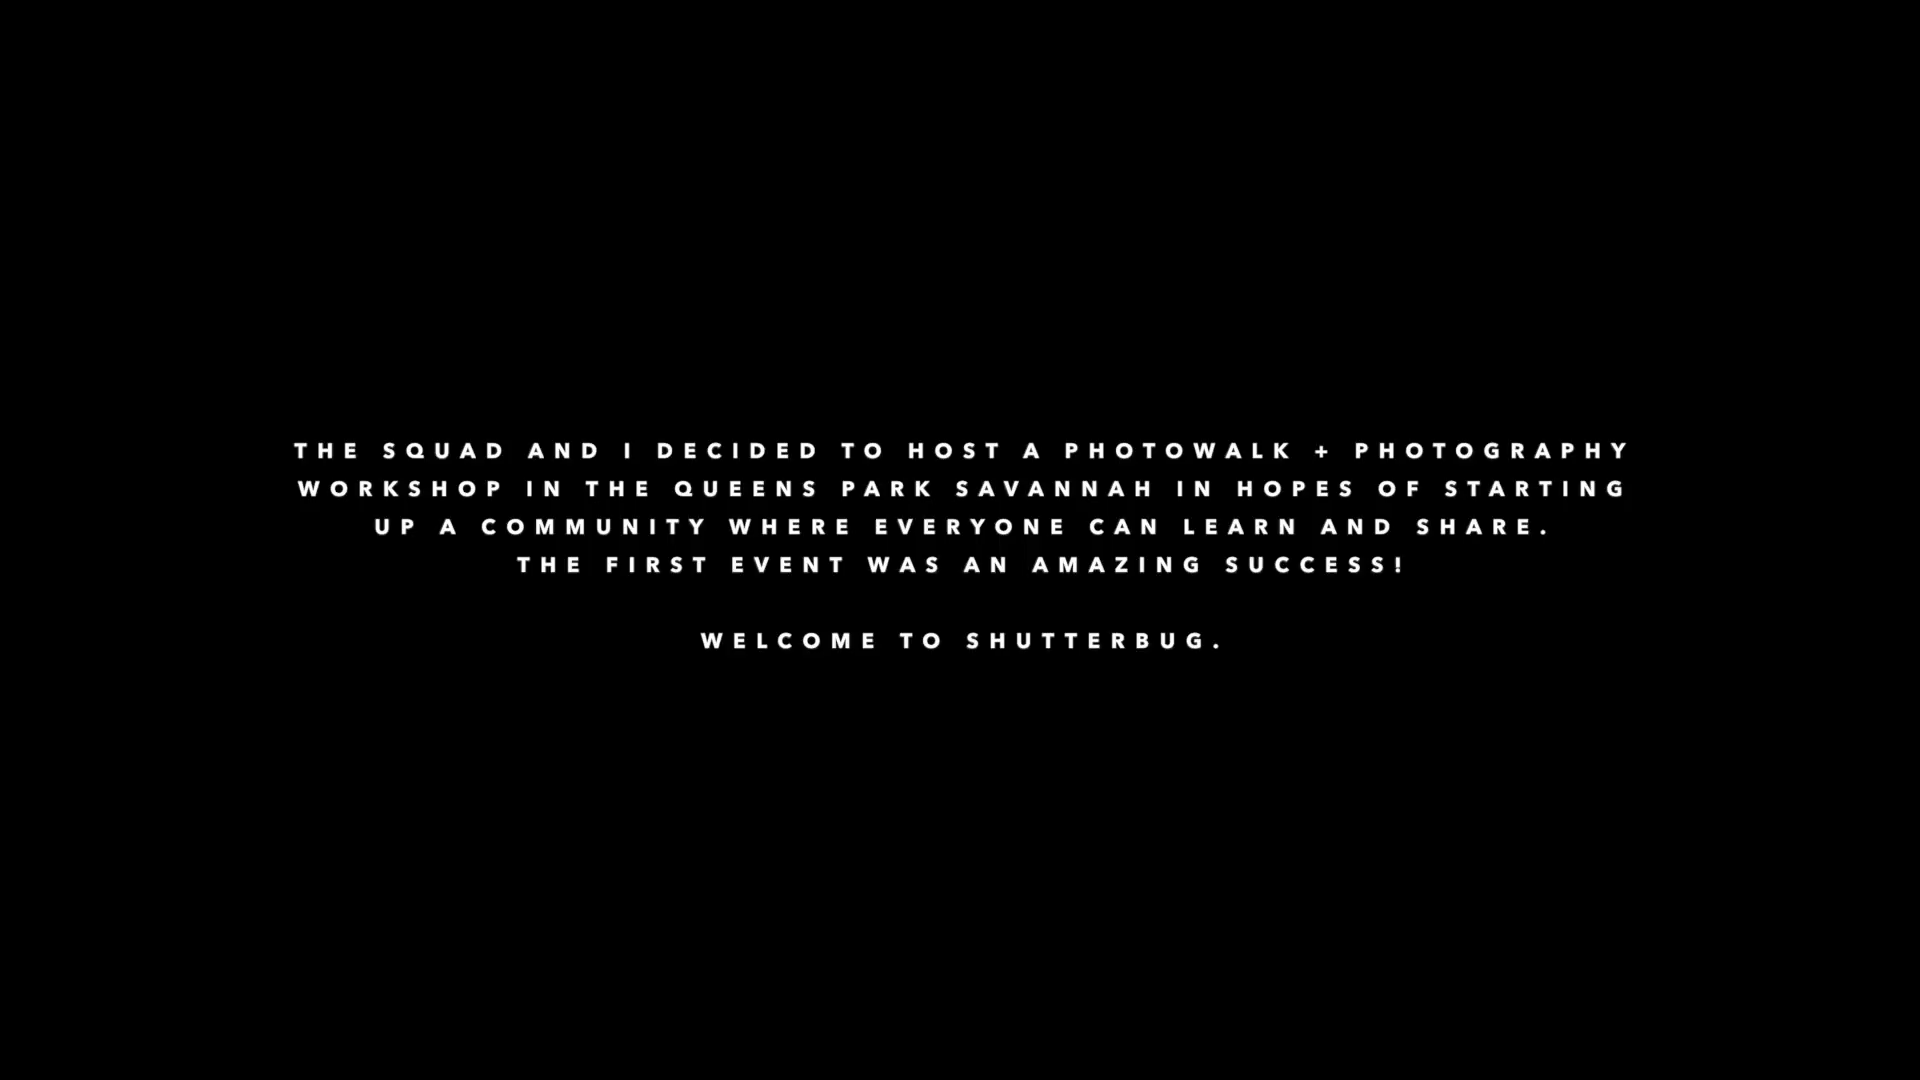 THE SQUAD AND I DECIDED TO HOST A PHOTOWALK + PHOTOGRAPHY
WORKSHOP IN THE QUEENS PARK SAVANNAH IN HOPES OF STARTING
UP A COMMUNITY WHERE EVERYONE CAN LEARN AND SHARE.
THE FIRST EVENT WAS AN AMAZING SUCCESS!
WELCOME TO SHUTTERBUG.